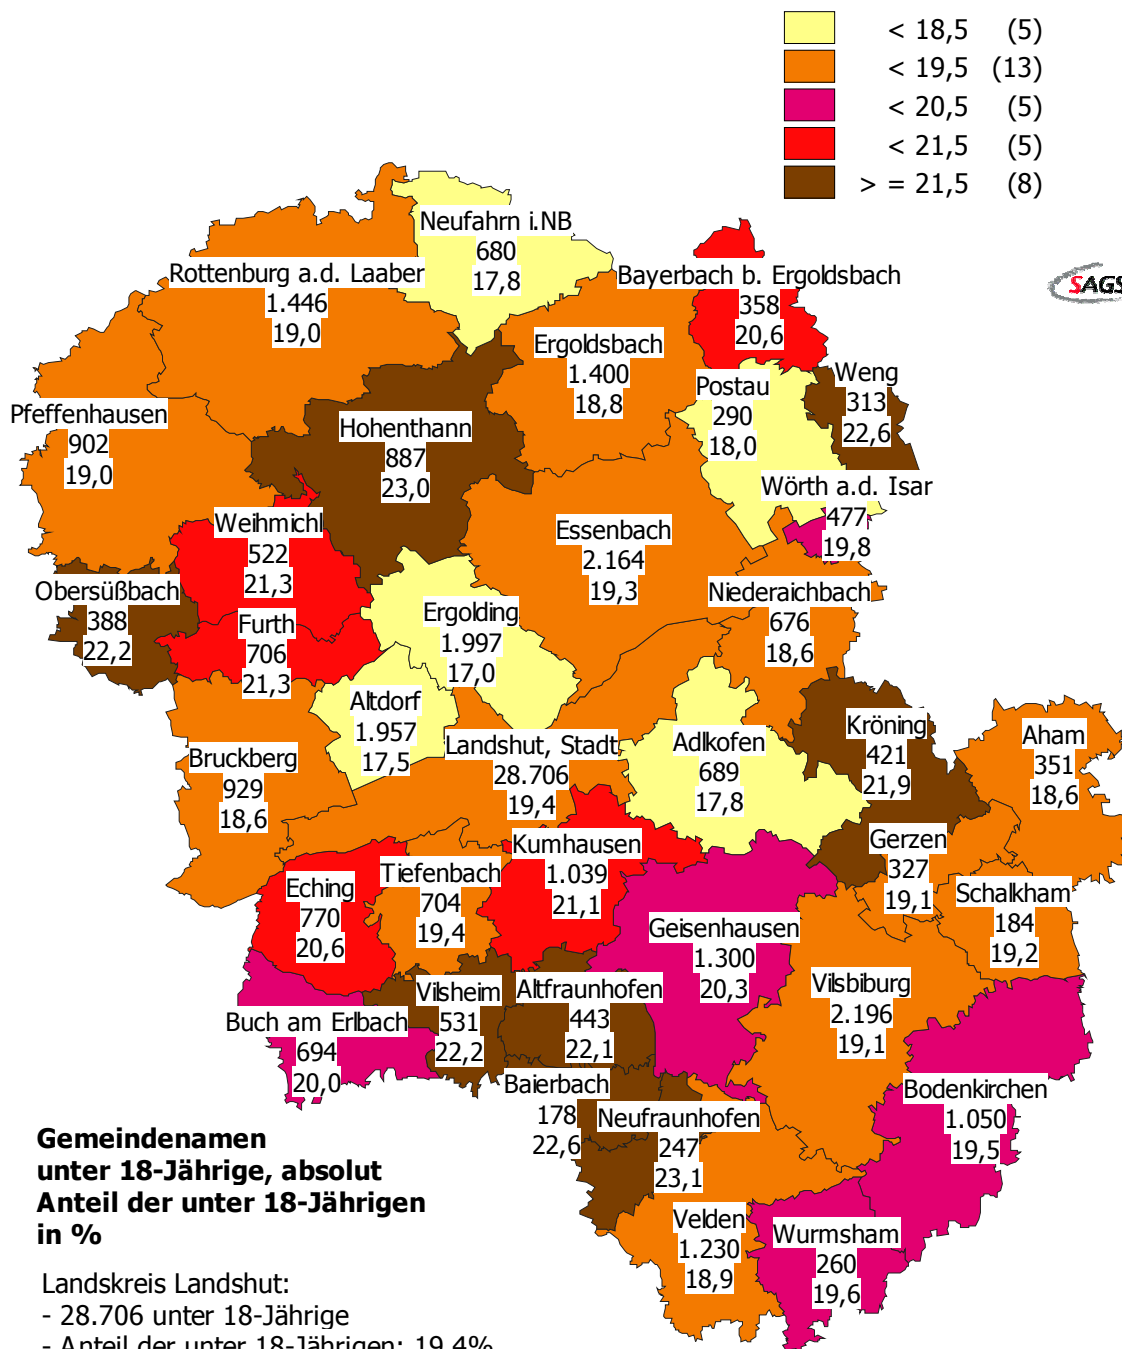 < 18,5 (5)
< 19,5 (13)
< 20,5 (5)
< 21,5 (5)
> = 21,5 (8)
SAGS
Neufahrn i.NB
680
17,8
Rottenburg a.d. Laaber
1.446
19,0
Bayerbach b. Ergoldsbach
358
20,6
Ergoldsbach
1.400
18,8
Postau
290
18,0
Weng
313
22,6
Pfeffenhausen
902
19,0
Hohenthann
887
23,0
Wörth a.d. Isar
477
19,8
Weihmichl
522
21,3
Essenbach
2.164
19,3
Obersüßbach
388
22,2
Furth
706
21,3
Ergolding
1.997
17,0
Niederaichbach
676
18,6
Altdorf
1.957
17,5
Bruckberg
929
18,6
Landshut, Stadt
28.706
19,4
Adlkofen
689
17,8
Kröning
421
21,9
Aham
351
18,6
Kumhausen
1.039
21,1
Gerzen
327
19,1
Eching
770
20,6
Tiefenbach
704
19,4
Schalkham
184
19,2
Geisenhausen
1.300
20,3
Vilsbiburg
2.196
19,1
Vilsheim
531
22,2
Altfraunhofen
443
22,1
Buch am Erlbach
694
20,0
Baierbach
178
22,6
Neufraunhofen
247
23,1
Bodenkirchen
1.050
19,5
Velden
1.230
18,9
Wurmsham
260
19,6
Gemeindenamen
unter 18-Jährige, absolut
Anteil der unter 18-Jährigen
in %
Landskreis Landshut:
- 28.706 unter 18-Jährige
- Anteil der unter 18-Jährigen: 19,4%